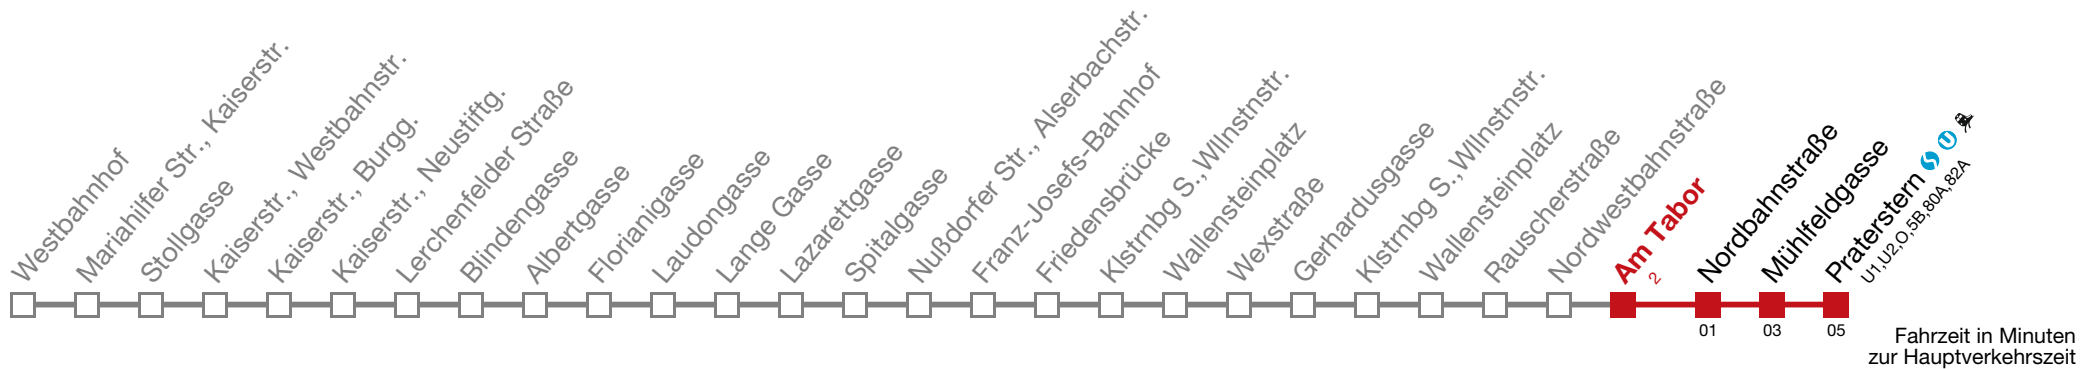 Westbahnhof
Mariahilfer Str., Kaiserstr.
Stollgasse
Kaiserstr., Westbahnstr.
Kaiserstr., Burgg.
Kaiserstr., Neustiftg.
Lerchenfelder Straße
Blindengasse
Albertgasse
Florianigasse
Laudongasse
Lange Gasse
Lazarettgasse
Spitalgasse
Nußdorfer Str., Alserbachstr.
Franz-Josefs-Bahnhof
Friedensbrücke
Klstrnbg S.,Wllnstnstr.
Wallensteinplatz
Wexstraße
Gerhardusgasse
Klstrnbg S.,Wllnstnstr.
Wallensteinplatz
Rauscherstraße
Nordwestbahnstraße
Am Tabor
2
Nordbahnstraße
Mühlfeldgasse
Praterstern S U
U1,U2,O,5B,80A,82A
01 03 05
Fahrzeit in Minuten
zur Hauptverkehrszeit